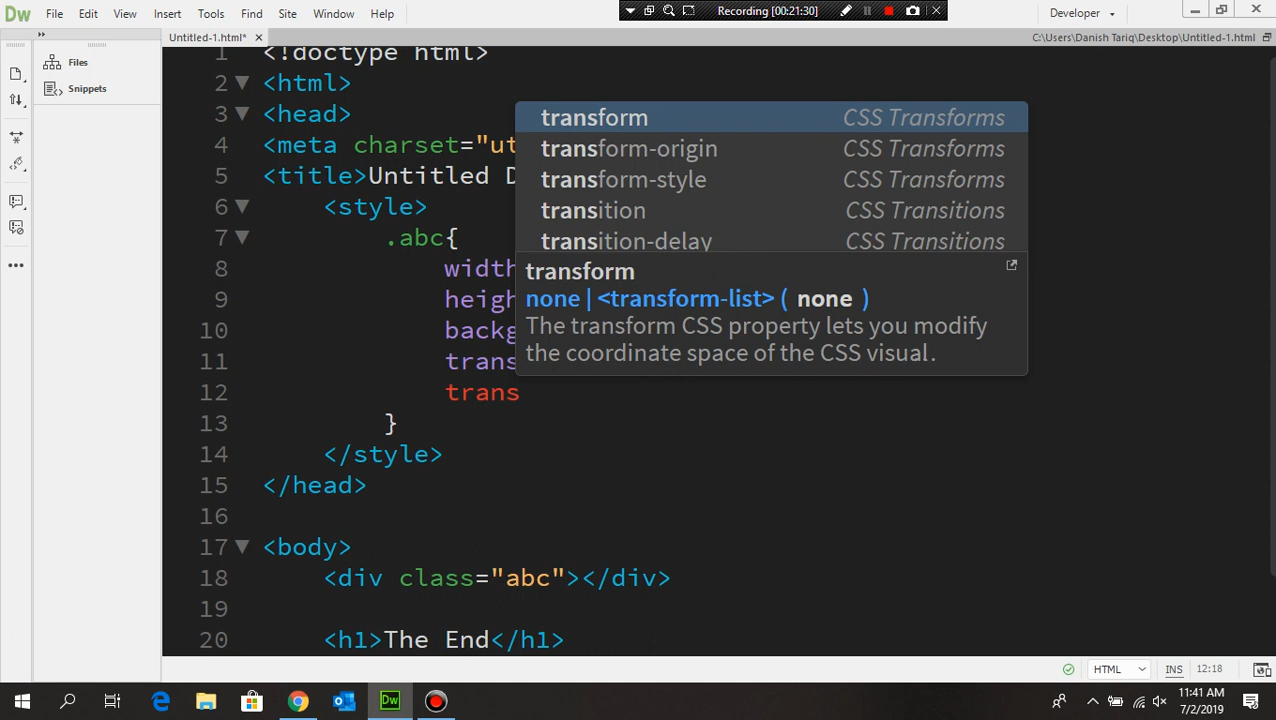 Dw File Edit View Insert Tools Find Site Window Help Recording [00:21:30] Developer
Untitled-1.html* C:\Users\Danish Tariq\Desktop\Untitled-1.html
Files
Snippets
1 <!doctype html>
2 <html>
3 <head>
4 <meta charset="ut
5 <title>Untitled D
6 <style>
7 .abc{
8 width
9 heigh
10 backg
11 trans
12 trans
13 }
14 </style>
15 </head>
16
17 <body>
18 <div class="abc"></div>
19
20 <h1>The End</h1>
transform CSS Transforms
transform-origin CSS Transforms
transform-style CSS Transforms
transition CSS Transitions
transition-delay CSS Transitions
transform
none | <transform-list> ( none )
The transform CSS property lets you modify
the coordinate space of the CSS visual.
HTML INS 12:18
Dw
11:41 AM
7/2/2019